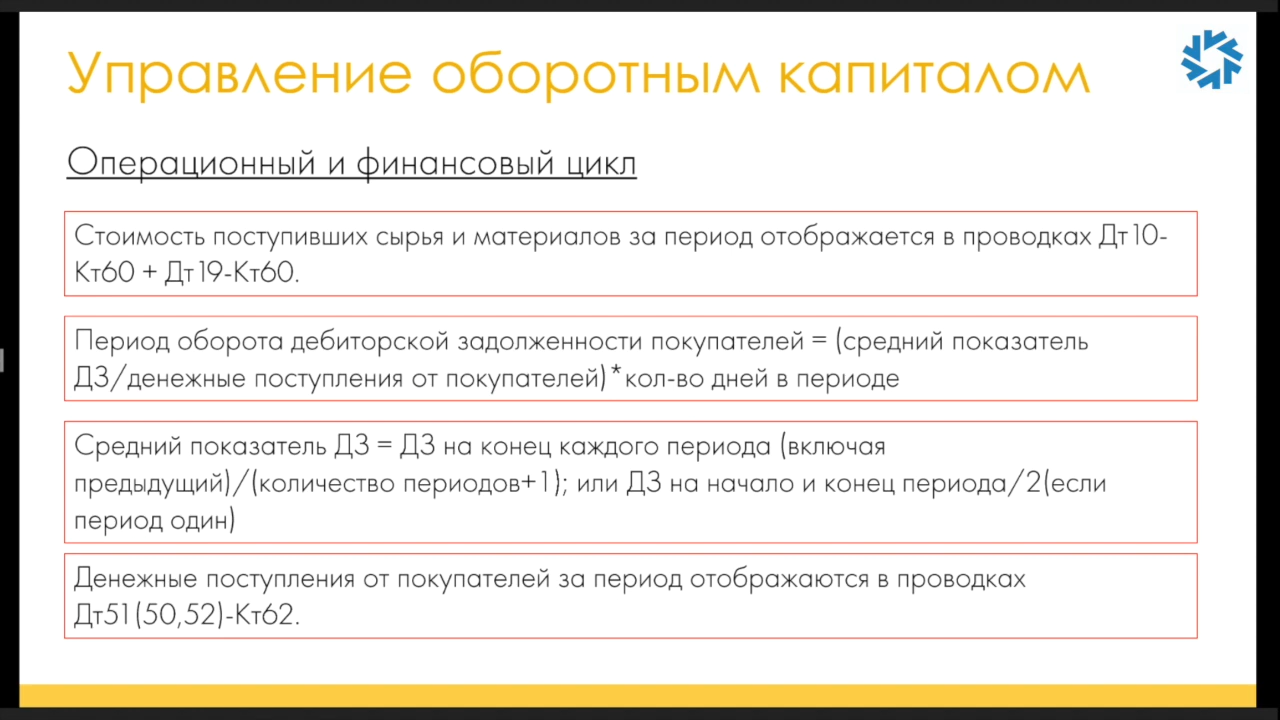 Управление оборотным капиталом
Операционный и финансовый цикл
Стоимость поступивших сырья и материалов за период отображается в проводках Дт10-
Кт60 + Дт19-Кт60.
Период оборота дебиторской задолженности покупателей = (средний показатель
ДЗ/денежные поступления от покупателей)*кол-во дней в периоде
Средний показатель ДЗ = ДЗ на конец каждого периода (включая
предыдущий)/(количество периодов+1); или ДЗ на начало и конец периода/2(если
период один)
Денежные поступления от покупателей за период отображаются в проводках
Дт51(50,52)-Кт62.